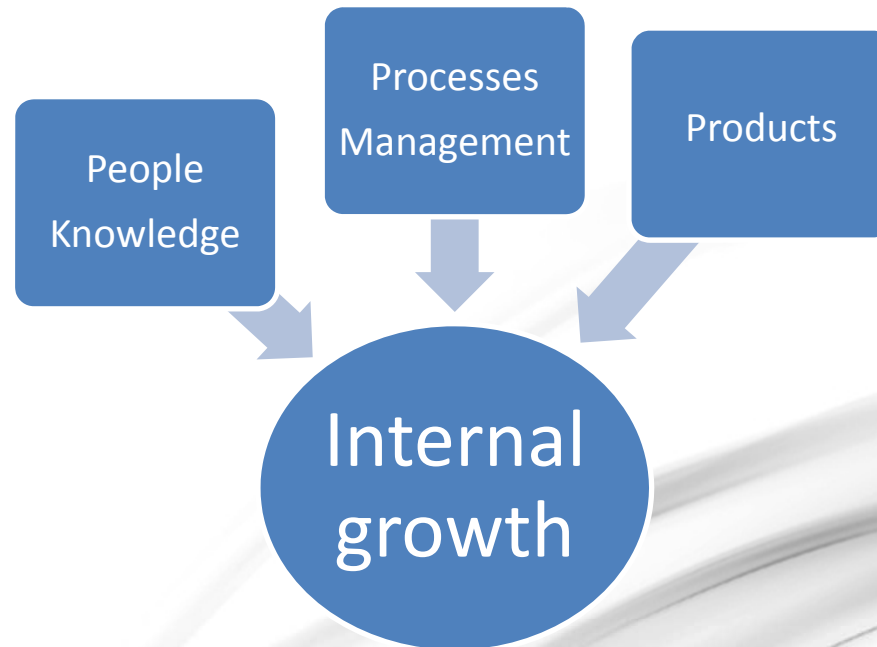 People
Knowledge
Processes
Management
Products
Internal
growth